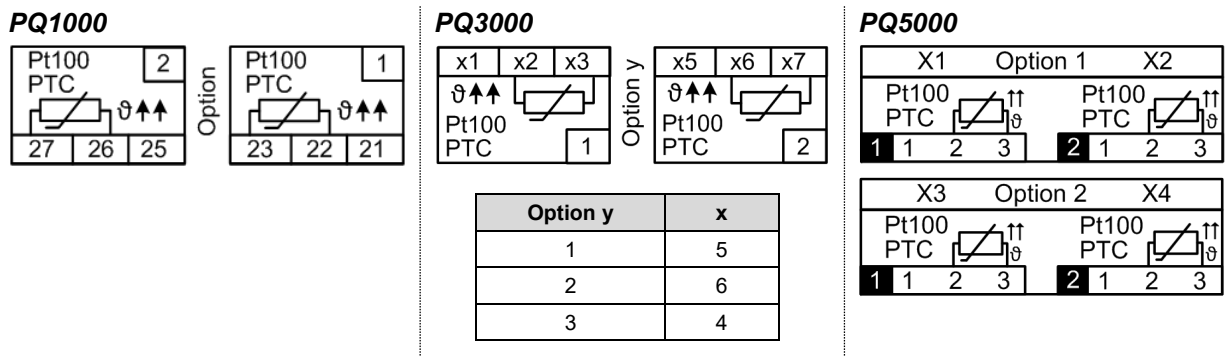 PQ1000
Pt100 2
PTC
ϑ
27 26 25
Option
Pt100 1
PTC
ϑ
23 22 21
PQ3000
x1 x2 x3
ϑ
Pt100
PTC 1
Option y
x5 x6 x7
ϑ
Pt100
PTC 2
Option y x
1 5
2 6
3 4
PQ5000
X1 Option 1 X2
Pt100 Pt100
PTC ϑ PTC ϑ
1 1 2 3 2 1 2 3
X3 Option 2 X4
Pt100 Pt100
PTC ϑ PTC ϑ
1 1 2 3 2 1 2 3